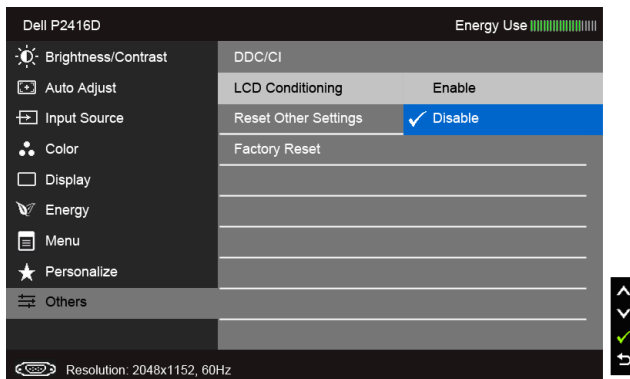 Dell P2416D Energy Use
Brightness/Contrast DDC/CI
Auto Adjust LCD Conditioning Enable
Input Source Reset Other Settings Disable
Color Factory Reset
Display
Energy
Menu
Personalize
Others
Resolution: 2048x1152, 60Hz